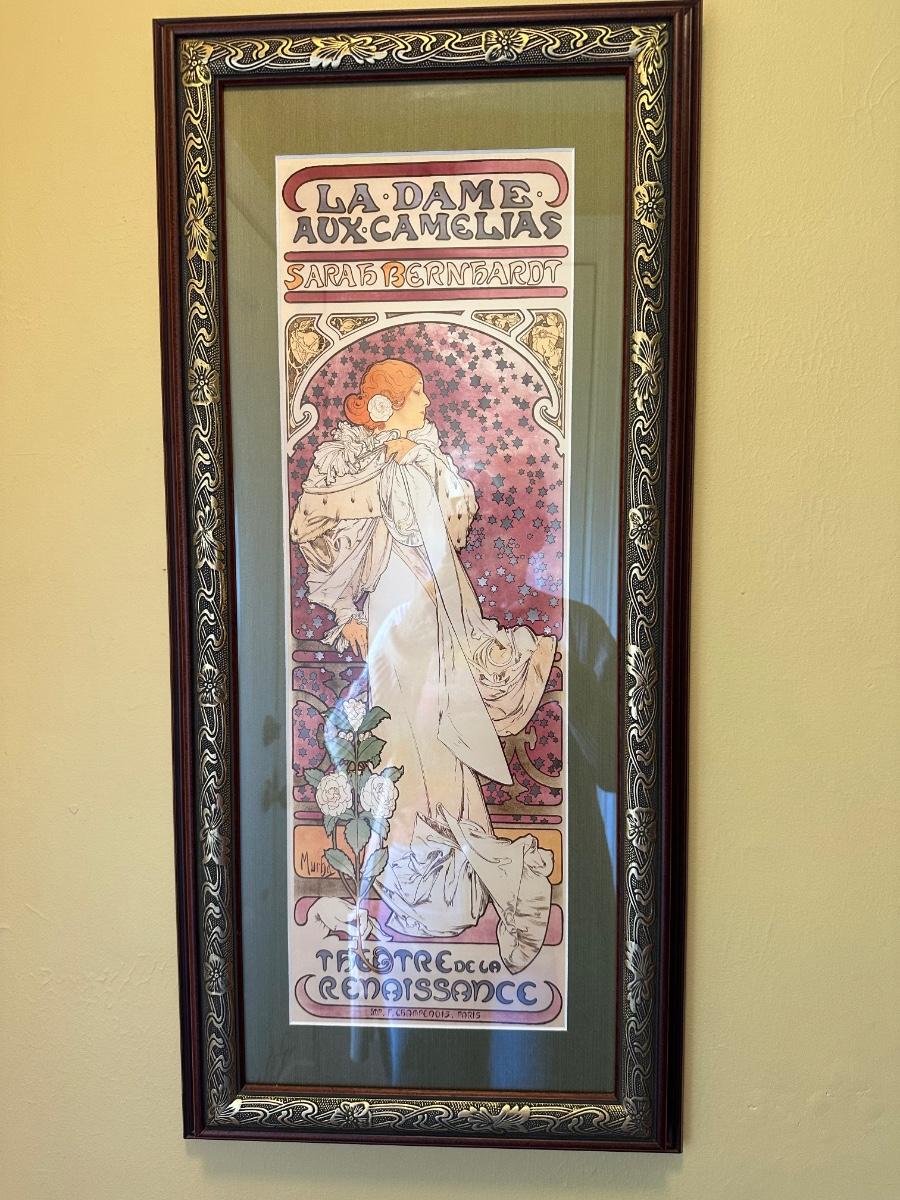 LA · DAME ·
AUX · CAMELIAS
SARAH BERNHARDT
Mucha
THEATRE DE LA
RENAISSANCE
IMP. F. CHAMPENOIS. PARIS